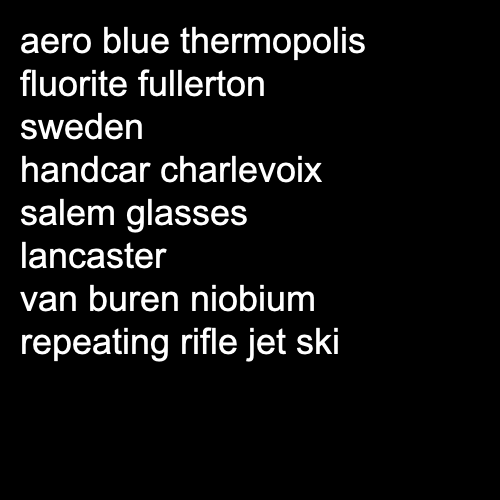 aero blue thermopolis
fluorite fullerton
sweden
handcar charlevoix
salem glasses
lancaster
van buren niobium
repeating rifle jet ski